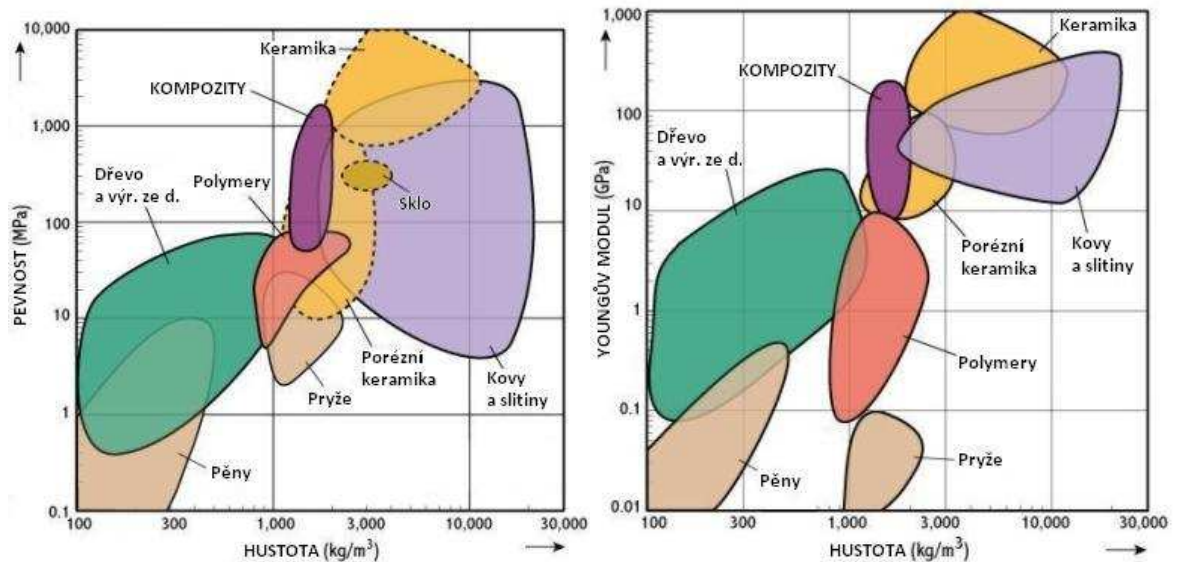 10,000
1,000
100
10
1
0.1
PEVNOST (MPa)
Keramika
KOMPOZITY
Dřevo
a výr. ze d.
Polymery
Sklo
Porézní
keramika
Kovy
a slitiny
Pryže
Pěny
100
300
1,000
3,000
10,000
30,000
HUSTOTA (kg/m³)
1,000
100
10
1
0.1
0.01
YOUNGŮV MODUL (GPa)
Keramika
KOMPOZITY
Dřevo
a výr. ze d.
Porézní
keramika
Kovy
a slitiny
Polymery
Pryže
Pěny
100
300
1,000
3,000
10,000
30,000
HUSTOTA (kg/m³)